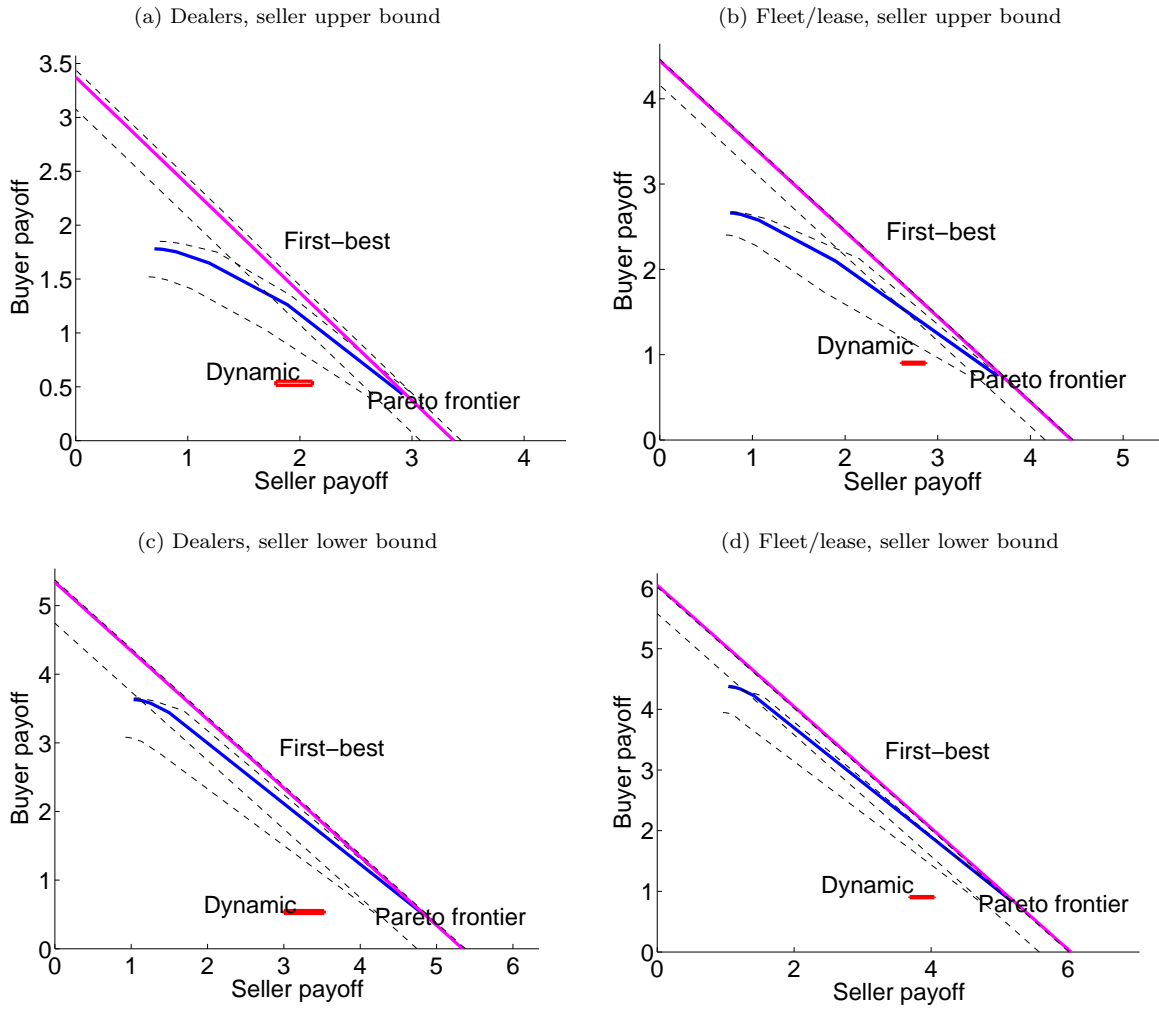 (a) Dealers, seller upper bound
3.5
3
2.5
2
1.5
1
0.5
0
Buyer payoff
First−best
Dynamic
Pareto frontier
0 1 2 3 4
Seller payoff
(b) Fleet/lease, seller upper bound
4
3
2
1
0
Buyer payoff
First−best
Dynamic
Pareto frontier
0 1 2 3 4 5
Seller payoff
(c) Dealers, seller lower bound
5
4
3
2
1
0
Buyer payoff
First−best
Dynamic
Pareto frontier
0 1 2 3 4 5 6
Seller payoff
(d) Fleet/lease, seller lower bound
6
5
4
3
2
1
0
Buyer payoff
First−best
Dynamic
Pareto frontier
0 2 4 6
Seller payoff